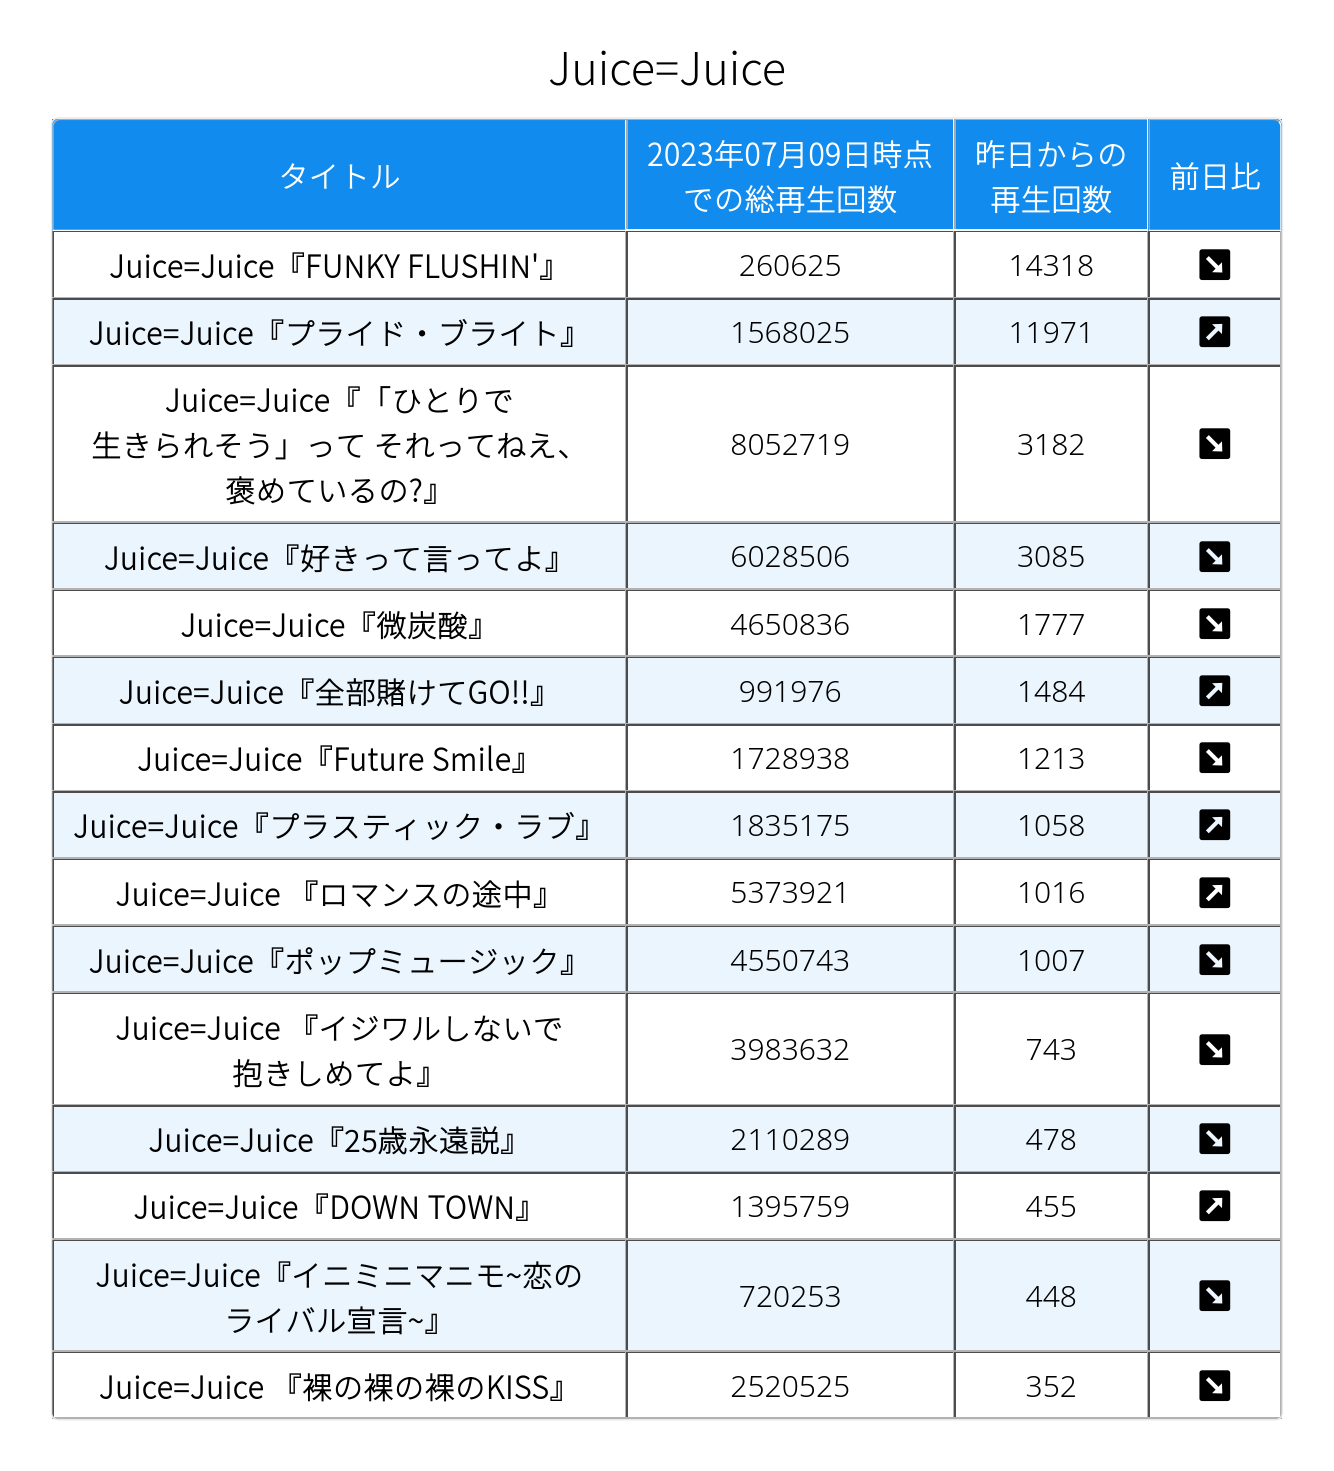 Juice=Juice
タイトル
2023年07月09日時点
での総再生回数
昨日からの
再生回数
前日比
Juice=Juice『FUNKY FLUSHIN'』 260625 14318 ↘
Juice=Juice『プライド・ブライト』 1568025 11971 ↗
Juice=Juice『「ひとりで
生きられそう」って それってねえ、
褒めているの?』 8052719 3182 ↘
Juice=Juice『好きって言ってよ』 6028506 3085 ↘
Juice=Juice『微炭酸』 4650836 1777 ↘
Juice=Juice『全部賭けてGO!!』 991976 1484 ↗
Juice=Juice『Future Smile』 1728938 1213 ↘
Juice=Juice『プラスティック・ラブ』 1835175 1058 ↗
Juice=Juice 『ロマンスの途中』 5373921 1016 ↗
Juice=Juice『ポップミュージック』 4550743 1007 ↘
Juice=Juice 『イジワルしないで
抱きしめてよ』 3983632 743 ↘
Juice=Juice『25歳永遠説』 2110289 478 ↘
Juice=Juice『DOWN TOWN』 1395759 455 ↗
Juice=Juice『イニミニマニモ~恋の
ライバル宣言~』 720253 448 ↘
Juice=Juice 『裸の裸の裸のKISS』 2520525 352 ↘